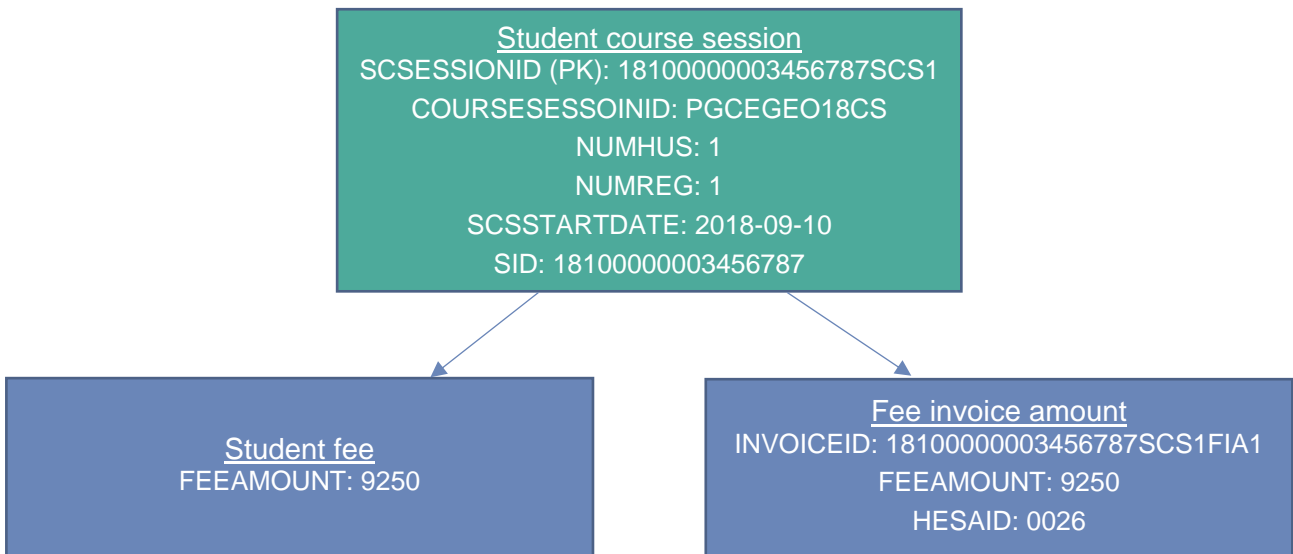 Student course session
SCSESSIONID (PK): 18100000003456787SCS1
COURSESESSOINID: PGCEGEO18CS
NUMHUS: 1
NUMREG: 1
SCSSTARTDATE: 2018-09-10
SID: 18100000003456787
Student fee
FEEAMOUNT: 9250
Fee invoice amount
INVOICEID: 18100000003456787SCS1FIA1
FEEAMOUNT: 9250
HESAID: 0026